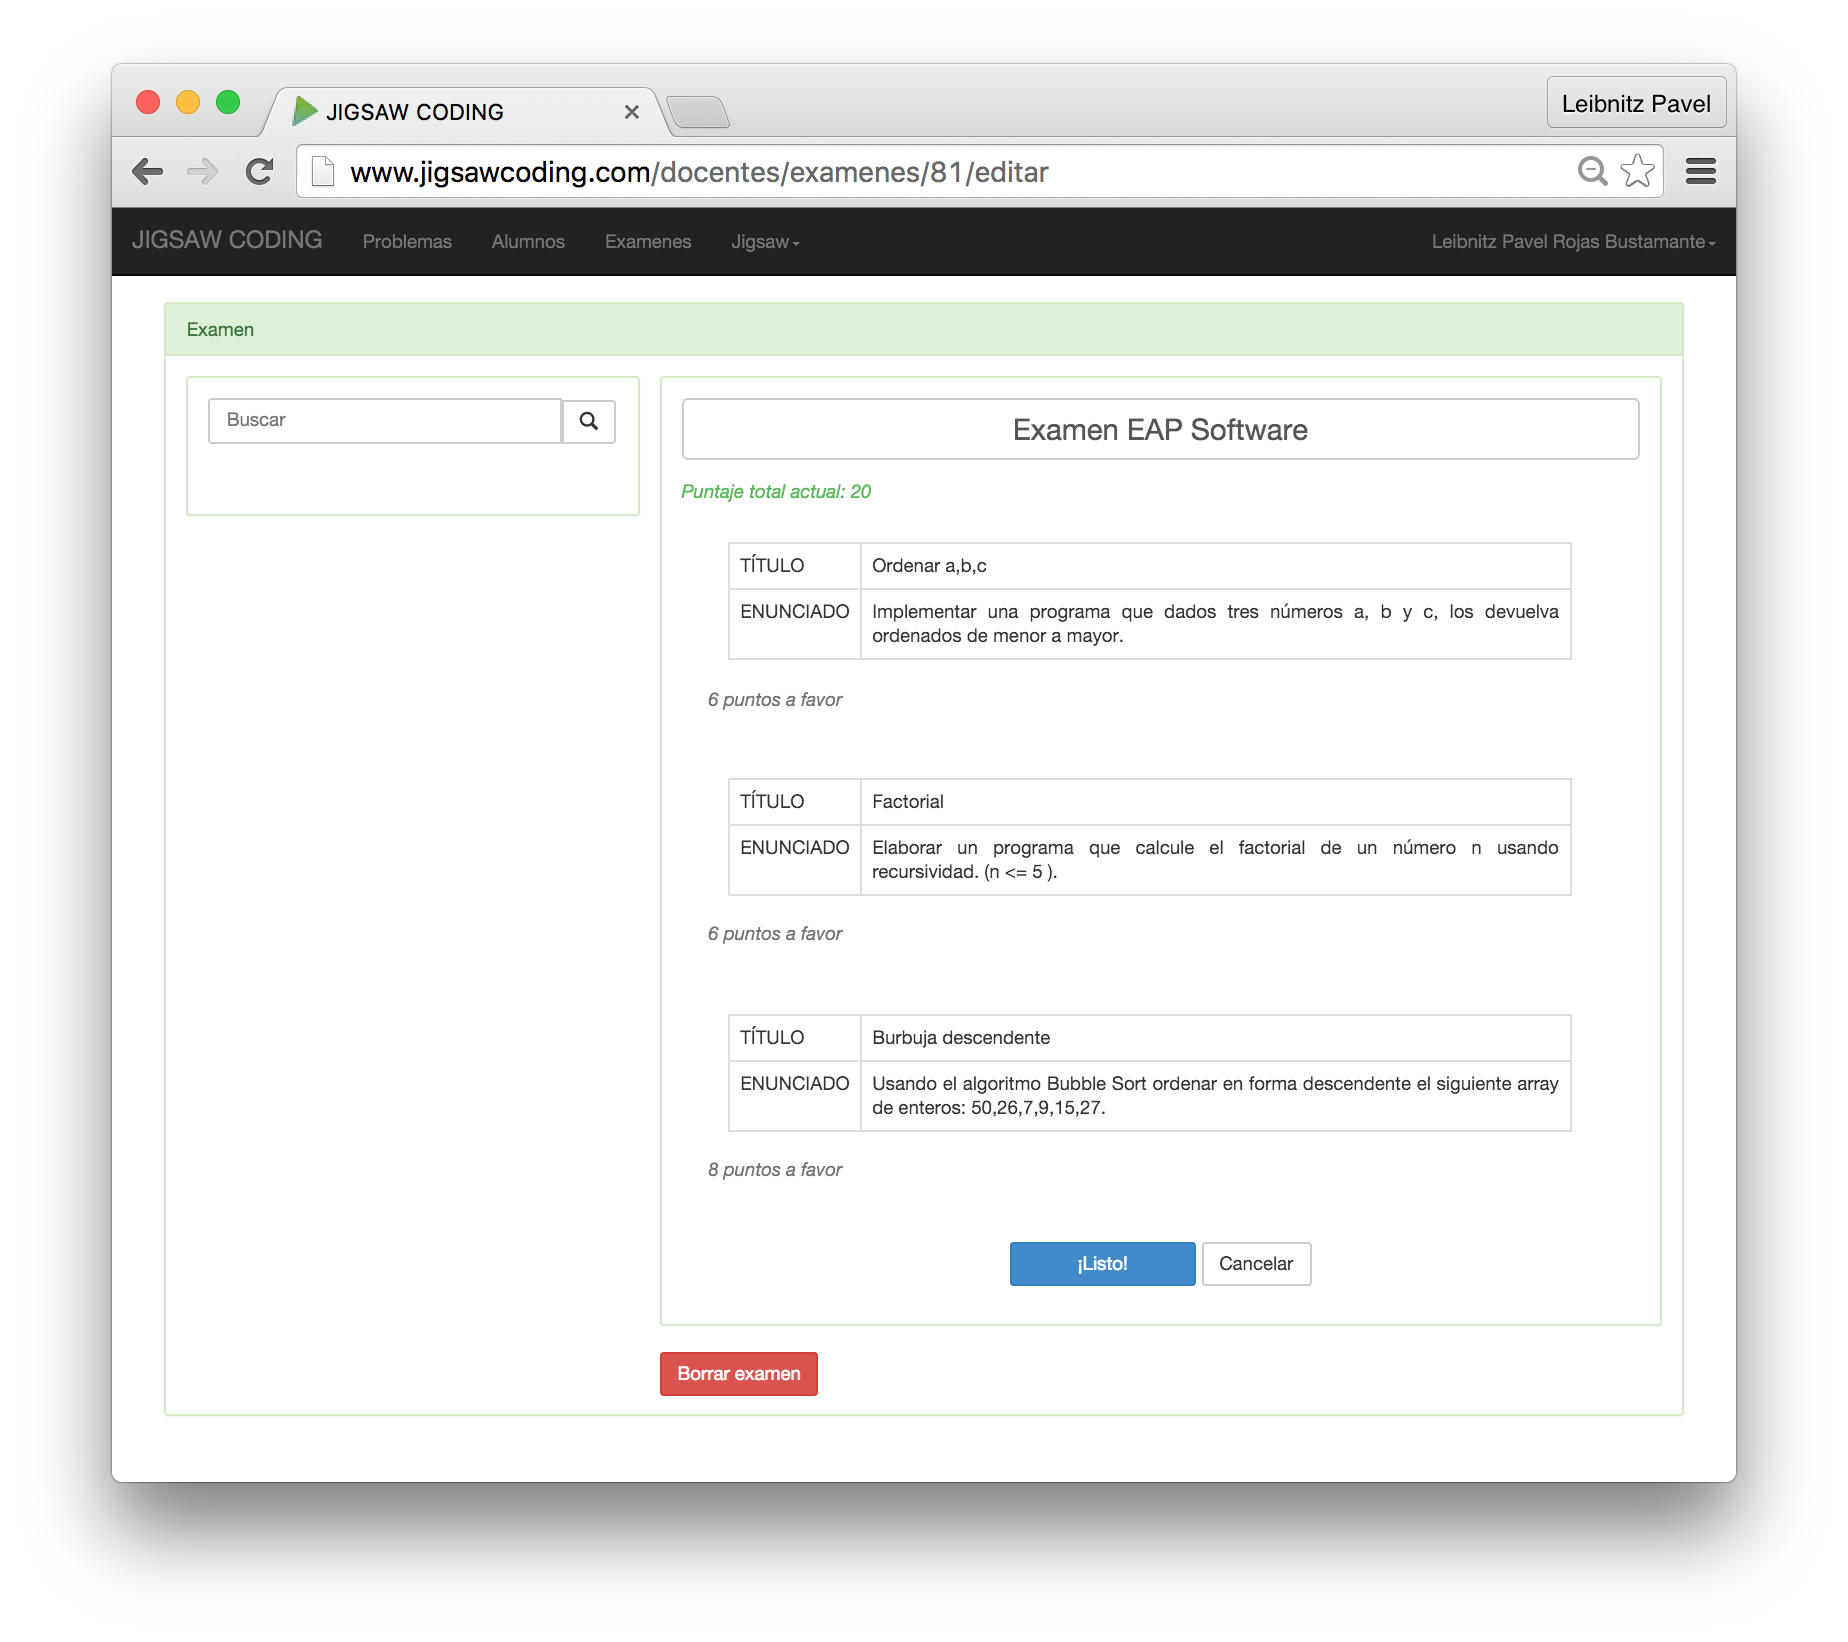 JIGSAW CODING
Leibnitz Pavel
www.jigsawcoding.com/docentes/examenes/81/editar
JIGSAW CODING Problemas Alumnos Examenes Jigsaw Leibnitz Pavel Rojas Bustamante
Examen
Buscar
Examen EAP Software
Puntaje total actual: 20
TÍTULO Ordenar a,b,c
ENUNCIADO Implementar una programa que dados tres números a, b y c, los devuelva
ordenados de menor a mayor.
6 puntos a favor
TÍTULO Factorial
ENUNCIADO Elaborar un programa que calcule el factorial de un número n usando
recursividad. (n <= 5 ).
6 puntos a favor
TÍTULO Burbuja descendente
ENUNCIADO Usando el algoritmo Bubble Sort ordenar en forma descendente el siguiente array
de enteros: 50,26,7,9,15,27.
8 puntos a favor
¡Listo! Cancelar
Borrar examen